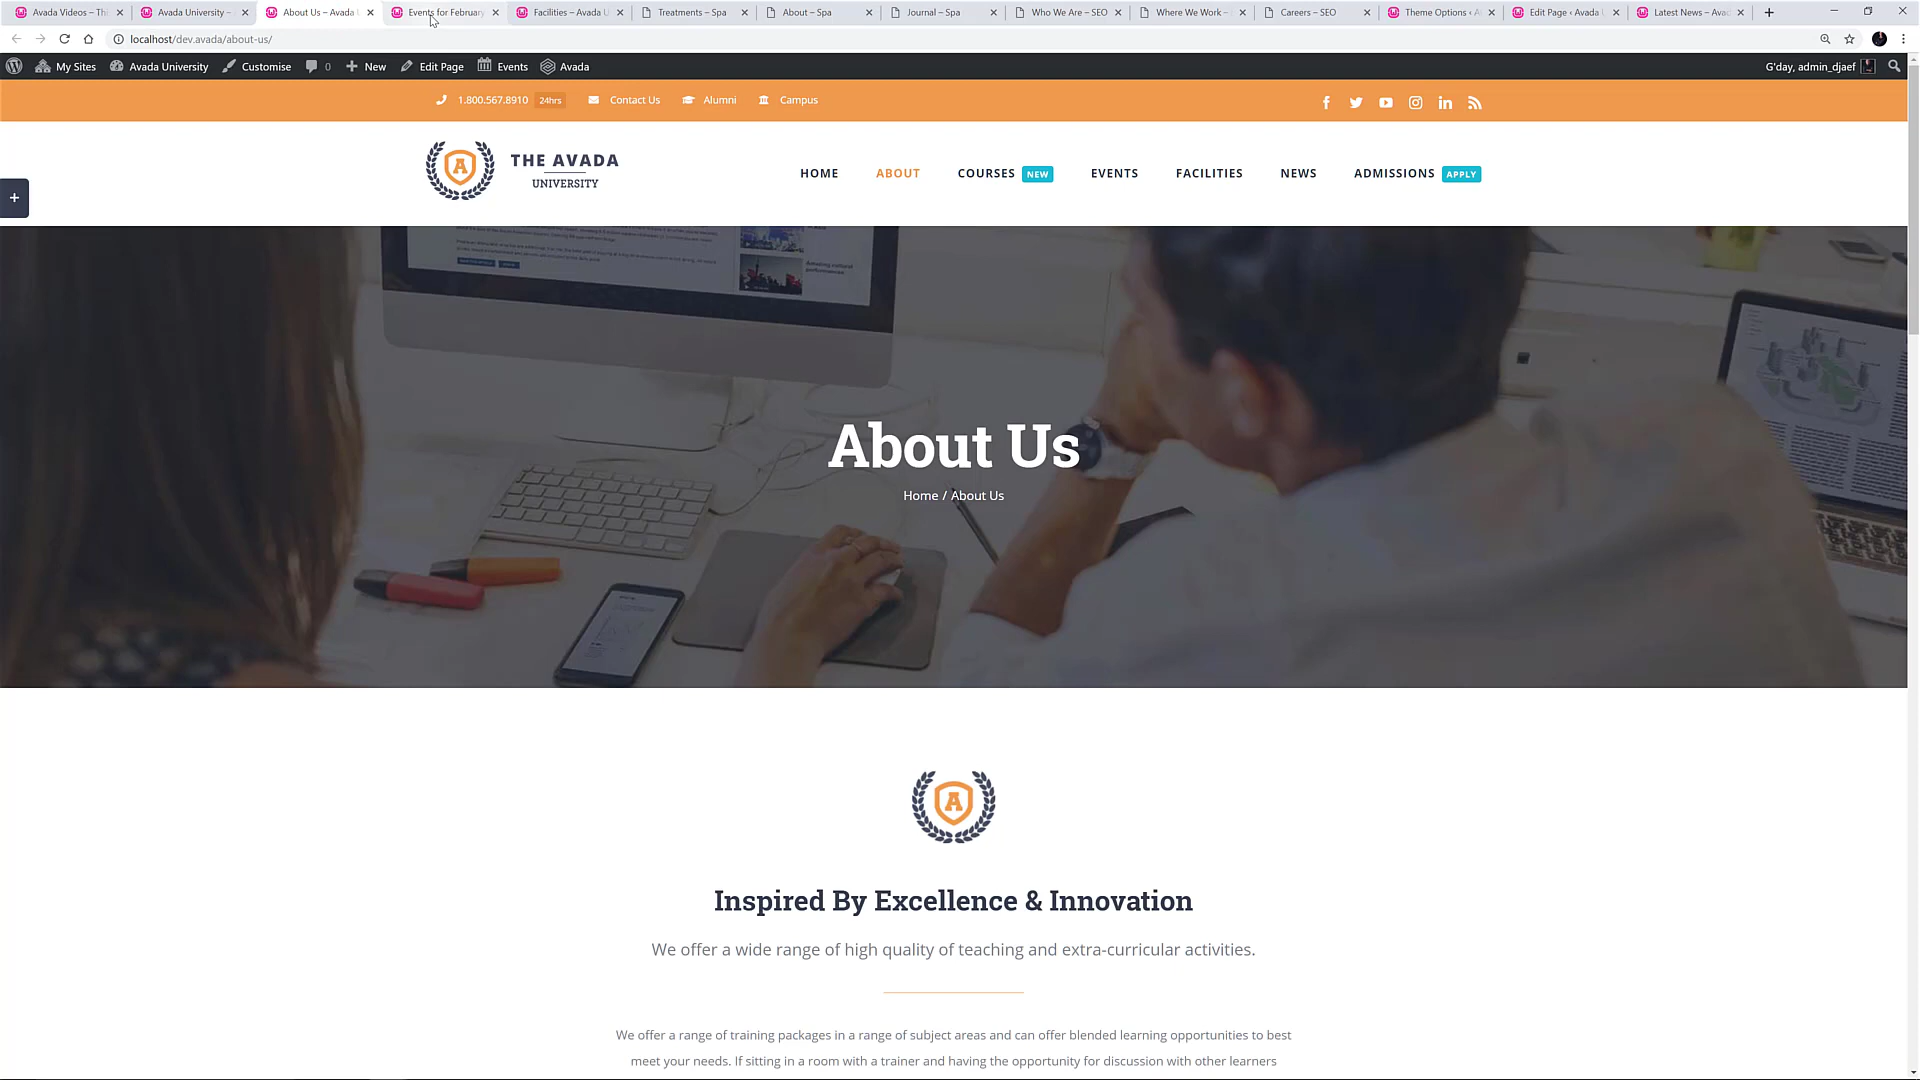 Avada Videos – Th
Avada University –
About Us – Avada
Events for February
Facilities – Avada U
Treatments – Spa
About – Spa
Journal – Spa
Who We Are – SEO
Where We Work –
Careers – SEO
Theme Options ‹ A
Edit Page ‹ Avada
Latest News – Avad
localhost/dev.avada/about-us/
My Sites
Avada University
Customise
0
New
Edit Page
Events
Avada
G'day, admin_djaef
1.800.567.8910 24hrs
Contact Us
Alumni
Campus
THE AVADA
UNIVERSITY
HOME
ABOUT
COURSES NEW
EVENTS
FACILITIES
NEWS
ADMISSIONS APPLY
About Us
Home / About Us
A
Inspired By Excellence & Innovation
We offer a wide range of high quality of teaching and extra-curricular activities.
We offer a range of training packages in a range of subject areas and can offer blended learning opportunities to best
meet your needs. If sitting in a room with a trainer and having the opportunity for discussion with other learners